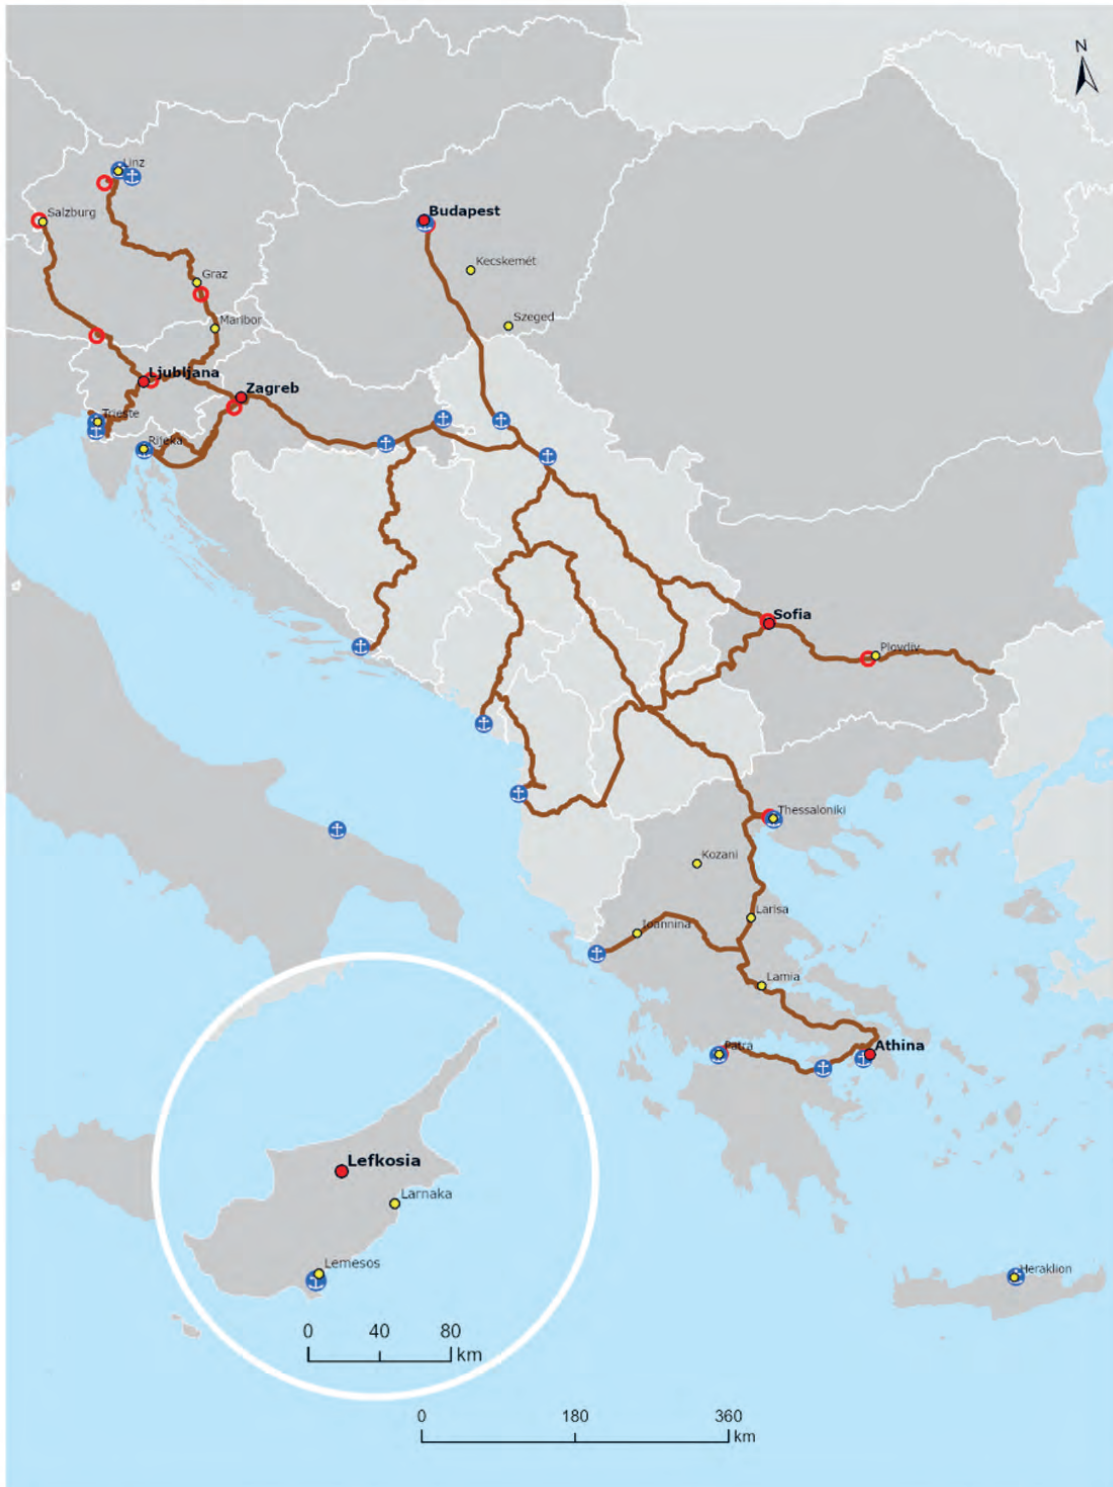 N
Linz
Salzburg
Budapest
Kecskemét
Graz
Maribor
Szeged
Ljubljana
Zagreb
Trieste
Rijeka
Sofia
Plovdiv
Thessaloniki
Kozani
Larisa
Ioannina
Lamia
Patra
Athina
Lefkosia
Larnaka
Lemesos
Heraklion
0 40 80
km
0 180 360
km